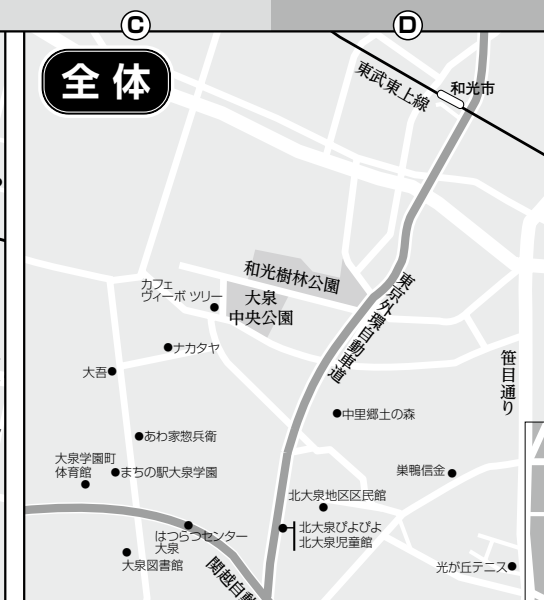 C
D
全体
東武東上線
和光市
和光樹林公園
カフェ
ヴィーボ ツリー
大泉
中央公園
東京外環自動車道
ナカタヤ
大吾
笹目通り
中里郷土の森
あわ家惣兵衛
大泉学園町
体育館
まちの駅大泉学園
巣鴨信金
北大泉地区区民館
はつらつセンター
大泉
北大泉ぴよぴよ
北大泉児童館
大泉図書館
関越自動
光が丘テニス